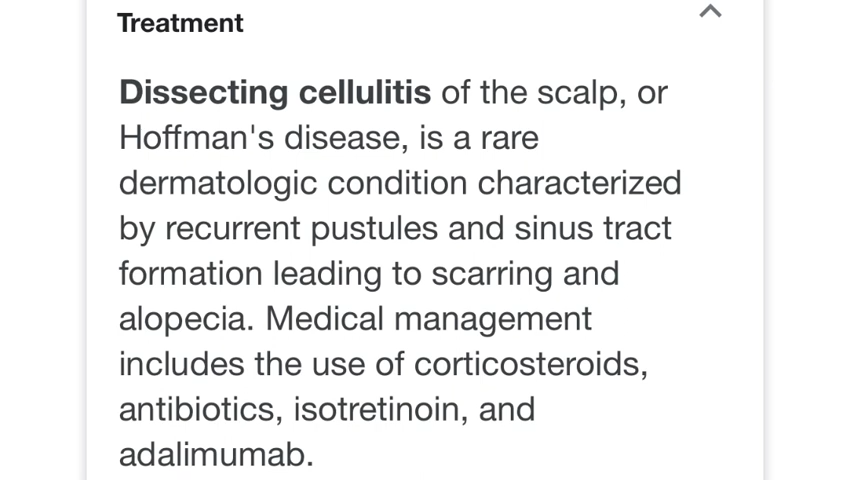 Treatment
Dissecting cellulitis of the scalp, or
Hoffman's disease, is a rare
dermatologic condition characterized
by recurrent pustules and sinus tract
formation leading to scarring and
alopecia. Medical management
includes the use of corticosteroids,
antibiotics, isotretinoin, and
adalimumab.